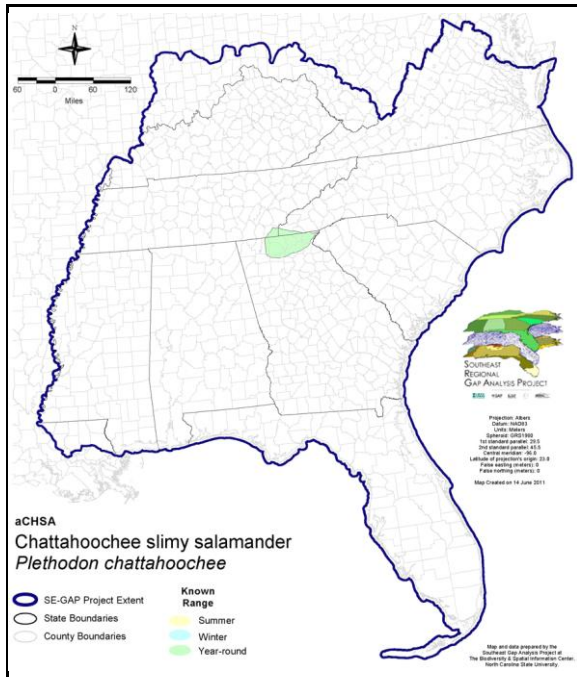 N
60 0 60 120
Miles
SOUTHEAST
REGIONAL
GAP ANALYSIS PROJECT
Projection: Albers
Datum: NAD83
Units: Meters
Spheroid: GRS1980
1st standard parallel: 29.5
2nd standard parallel: 45.5
Central meridian: -96.0
Latitude of projection's origin: 23.0
False easting (meters): 0
False northing (meters): 0
Map Created on 14 June 2011
aCHSA
Chattahoochee slimy salamander
Plethodon chattahoochee
SE-GAP Project Extent
State Boundaries
County Boundaries
Known
Range
Summer
Winter
Year-round
Map and data prepared by the
Southeast Gap Analysis Project at
The Biodiversity & Spatial Information Center,
North Carolina State University.